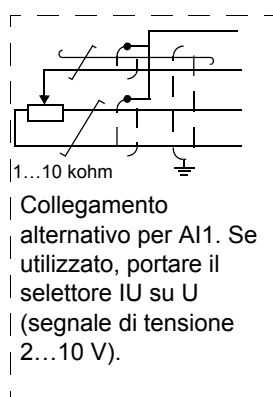 1…10 kohm
Collegamento
alternativo per AI1. Se
utilizzato, portare il
selettore IU su U
(segnale di tensione
2…10 V).